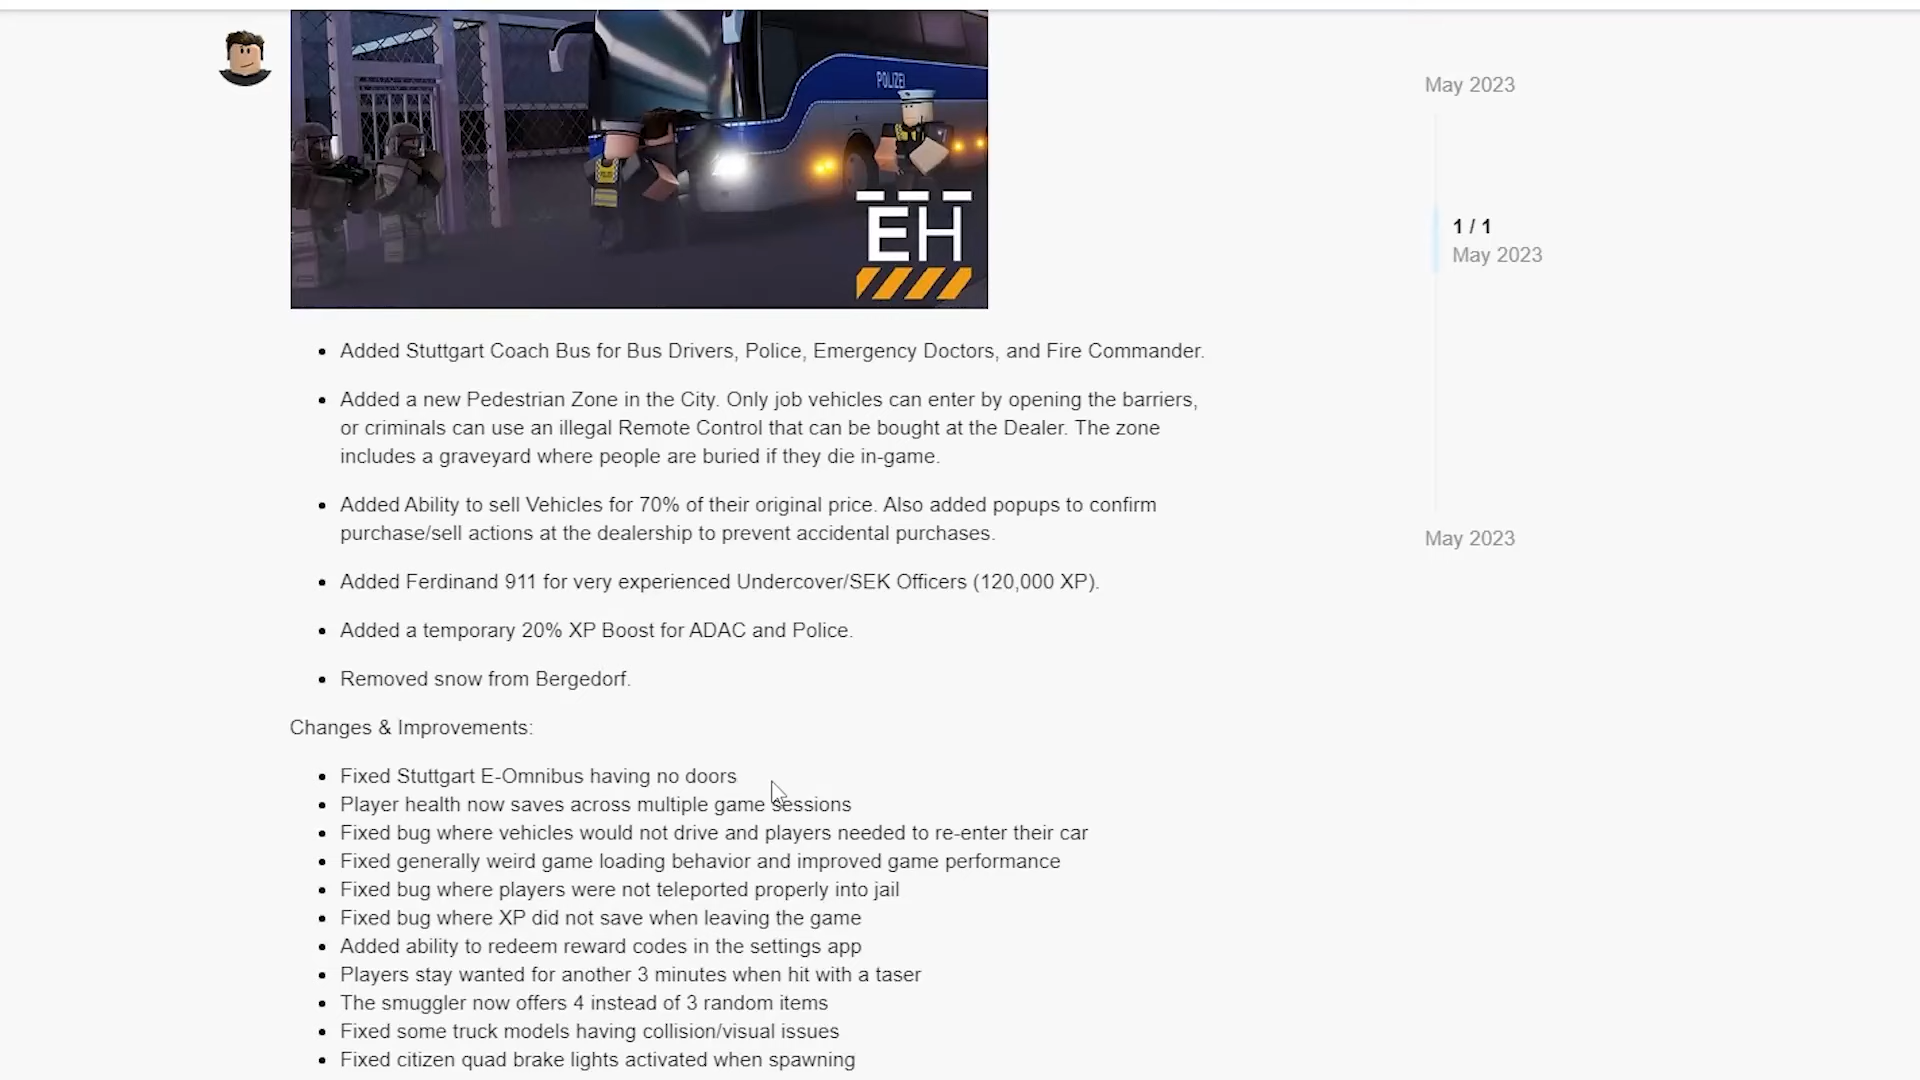 POLIZEI
EH
May 2023
1 / 1
May 2023
May 2023
Added Stuttgart Coach Bus for Bus Drivers, Police, Emergency Doctors, and Fire Commander.
Added a new Pedestrian Zone in the City. Only job vehicles can enter by opening the barriers,
or criminals can use an illegal Remote Control that can be bought at the Dealer. The zone
includes a graveyard where people are buried if they die in-game.
Added Ability to sell Vehicles for 70% of their original price. Also added popups to confirm
purchase/sell actions at the dealership to prevent accidental purchases.
Added Ferdinand 911 for very experienced Undercover/SEK Officers (120,000 XP).
Added a temporary 20% XP Boost for ADAC and Police.
Removed snow from Bergedorf.
Changes & Improvements:
Fixed Stuttgart E-Omnibus having no doors
Player health now saves across multiple game sessions
Fixed bug where vehicles would not drive and players needed to re-enter their car
Fixed generally weird game loading behavior and improved game performance
Fixed bug where players were not teleported properly into jail
Fixed bug where XP did not save when leaving the game
Added ability to redeem reward codes in the settings app
Players stay wanted for another 3 minutes when hit with a taser
The smuggler now offers 4 instead of 3 random items
Fixed some truck models having collision/visual issues
Fixed citizen quad brake lights activated when spawning